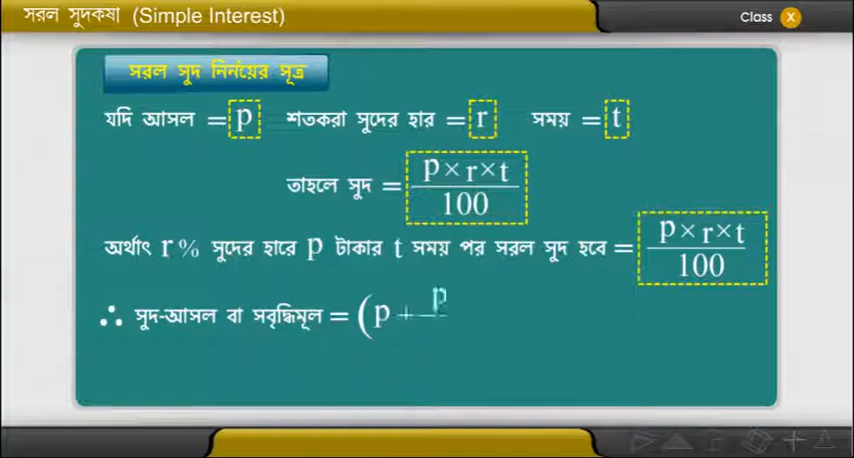 সরল সুদকষা (Simple Interest)
Class X
সরল সুদ নির্নয়ের সূত্র
যদি আসল = p শতকরা সুদের হার = r সময় = t
তাহলে সুদ = p × r × t / 100
অর্থাৎ r % সুদের হারে p টাকার t সময় পর সরল সুদ হবে = p × r × t / 100
∴ সুদ-আসল বা সবৃদ্ধিমূল = (p + p